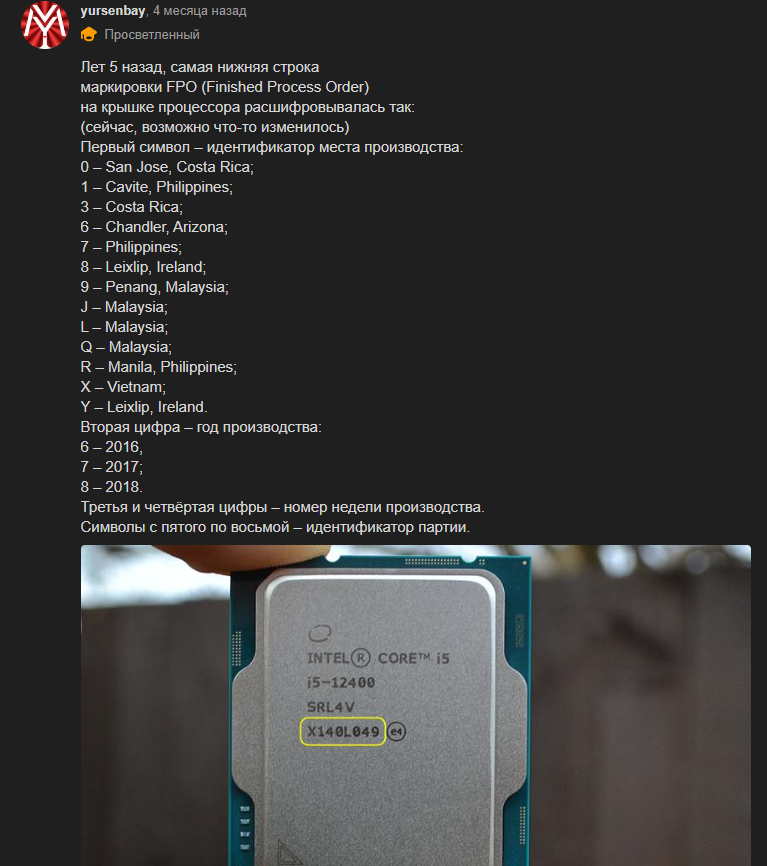 yursenbay, 4 месяца назад
Просветленный
Лет 5 назад, самая нижняя строка
маркировки FPO (Finished Process Order)
на крышке процессора расшифровывалась так:
(сейчас, возможно что-то изменилось)
Первый символ – идентификатор места производства:
0 – San Jose, Costa Rica;
1 – Cavite, Philippines;
3 – Costa Rica;
6 – Chandler, Arizona;
7 – Philippines;
8 – Leixlip, Ireland;
9 – Penang, Malaysia;
J – Malaysia;
L – Malaysia;
Q – Malaysia;
R – Manila, Philippines;
X – Vietnam;
Y – Leixlip, Ireland.
Вторая цифра – год производства:
6 – 2016,
7 – 2017;
8 – 2018.
Третья и четвёртая цифры – номер недели производства.
Символы с пятого по восьмой – идентификатор партии.
INTEL® CORE™ i5
i5-12400
SRL4V
X140L049 e4